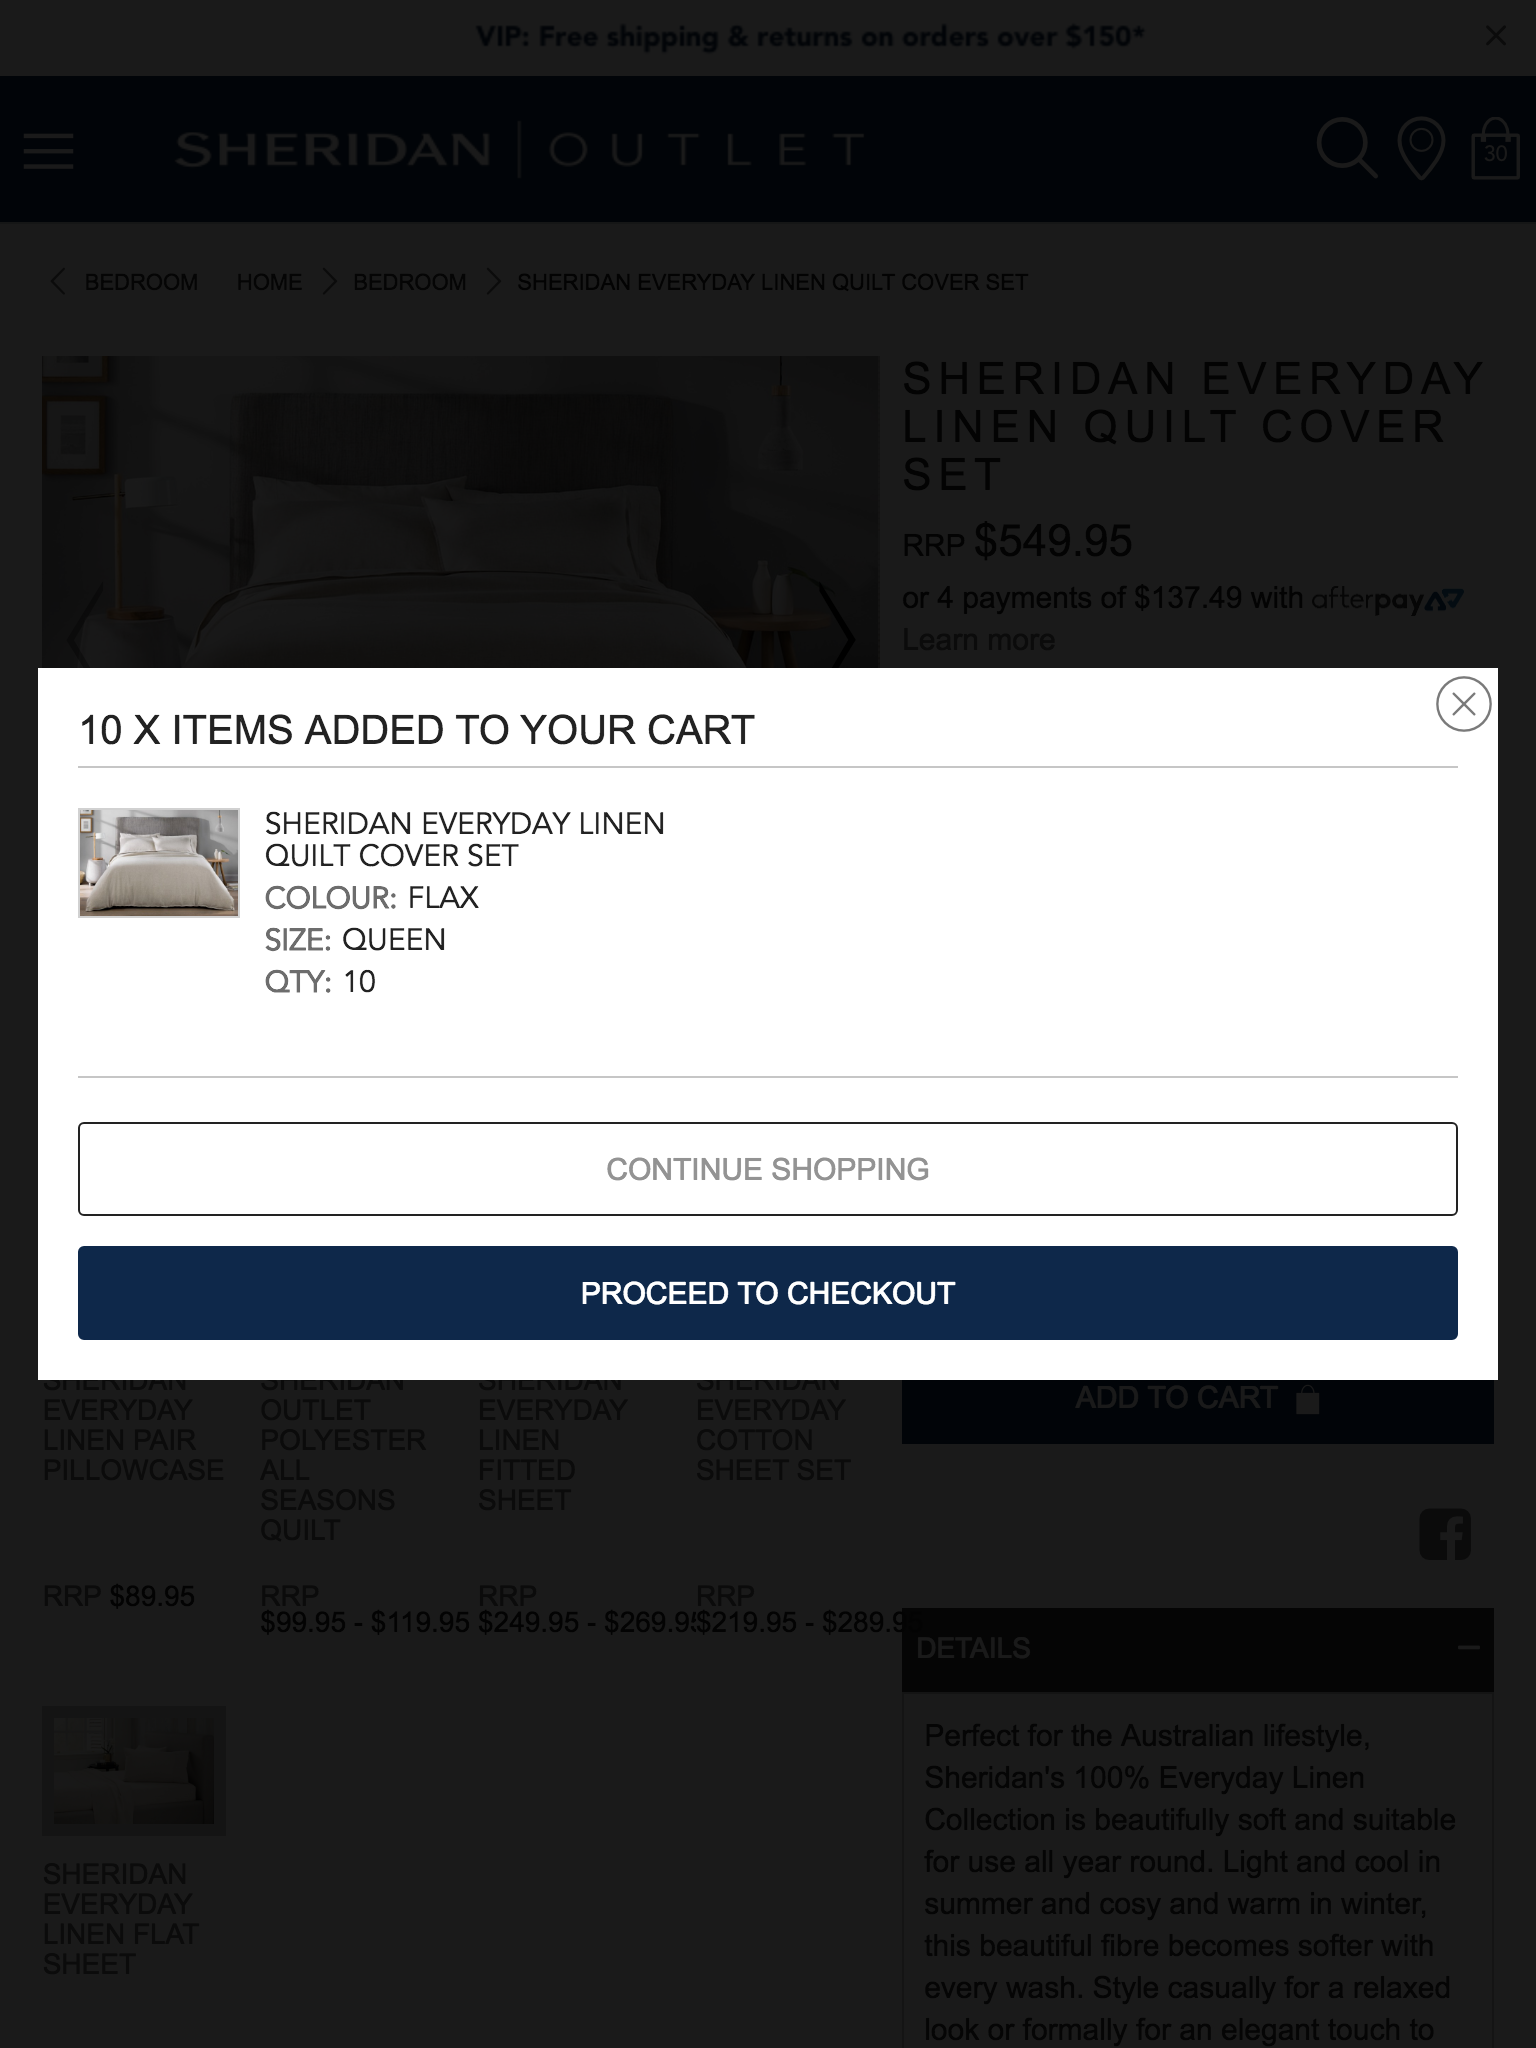 VIP: Free shipping & returns on orders over $150*
SHERIDAN | OUTLET
30
BEDROOM HOME BEDROOM SHERIDAN EVERYDAY LINEN QUILT COVER SET
SHERIDAN EVERYDAY
LINEN QUILT COVER
SET
RRP $549.95
or 4 payments of $137.49 with afterpay
Learn more
10 X ITEMS ADDED TO YOUR CART
SHERIDAN EVERYDAY LINEN
QUILT COVER SET
COLOUR: FLAX
SIZE: QUEEN
QTY: 10
CONTINUE SHOPPING
PROCEED TO CHECKOUT
SHERIDAN
EVERYDAY
LINEN PAIR
PILLOWCASE
RRP $89.95
SHERIDAN
OUTLET
POLYESTER
ALL
SEASONS
QUILT
RRP
$99.95 - $119.95
SHERIDAN
EVERYDAY
LINEN
FITTED
SHEET
RRP
$249.95 - $269.95
SHERIDAN
EVERYDAY
COTTON
SHEET SET
RRP
$219.95 - $289.95
SHERIDAN
EVERYDAY
LINEN FLAT
SHEET
ADD TO CART
DETAILS
Perfect for the Australian lifestyle,
Sheridan's 100% Everyday Linen
Collection is beautifully soft and suitable
for use all year round. Light and cool in
summer and cosy and warm in winter,
this beautiful fibre becomes softer with
every wash. Style casually for a relaxed
look or formally for an elegant touch to